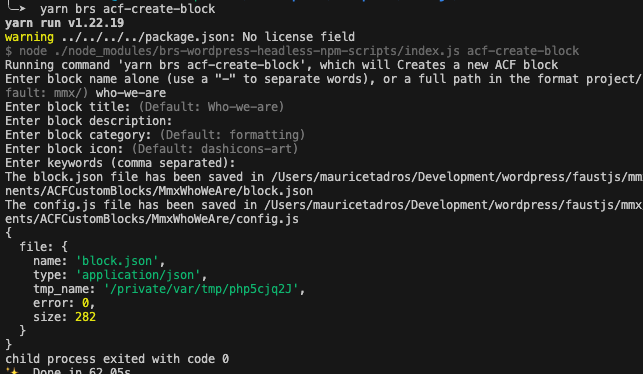 yarn brs acf-create-block
yarn run v1.22.19
warning ../../../../package.json: No license field
$ node ./node_modules/brs-wordpress-headless-npm-scripts/index.js acf-create-block
Running command 'yarn brs acf-create-block', which will Creates a new ACF block
Enter block name alone (use a "-" to separate words), or a full path in the format project/
fault: mmx/) who-we-are
Enter block title: (Default: Who-we-are)
Enter block description:
Enter block category: (Default: formatting)
Enter block icon: (Default: dashicons-art)
Enter keywords (comma separated):
The block.json file has been saved in /Users/mauricetadros/Development/wordpress/faustjs/mm
nents/ACFCustomBlocks/MmxWhoWeAre/block.json
The config.js file has been saved in /Users/mauricetadros/Development/wordpress/faustjs/mmx
ents/ACFCustomBlocks/MmxWhoWeAre/config.js
{
  file: {
    name: 'block.json',
    type: 'application/json',
    tmp_name: '/private/var/tmp/php5cjq2J',
    error: 0,
    size: 282
  }
}
child process exited with code 0
✨ Done in 62.05s